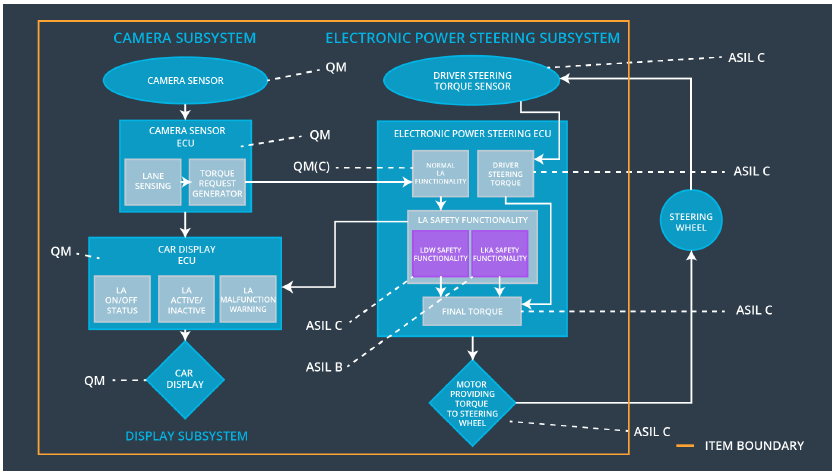 CAMERA SUBSYSTEM
ELECTRONIC POWER STEERING SUBSYSTEM
CAMERA SENSOR
QM
DRIVER STEERING
TORQUE SENSOR
ASIL C
CAMERA SENSOR
ECU
QM
LANE
SENSING
TORQUE
REQUEST
GENERATOR
ELECTRONIC POWER STEERING ECU
QM(C)
NORMAL
LA
FUNCTIONALITY
DRIVER
STEERING
TORQUE
ASIL C
LA SAFETY FUNCTIONALITY
LDW SAFETY
FUNCTIONALITY
LKA SAFETY
FUNCTIONALITY
STEERING
WHEEL
QM
CAR DISPLAY
ECU
LA
ON/OFF
STATUS
LA
ACTIVE/
INACTIVE
LA
MALFUNCTION
WARNING
ASIL C
FINAL TORQUE
ASIL C
ASIL B
QM
CAR
DISPLAY
MOTOR
PROVIDING
TORQUE
TO STEERING
WHEEL
ASIL C
DISPLAY SUBSYSTEM
ITEM BOUNDARY